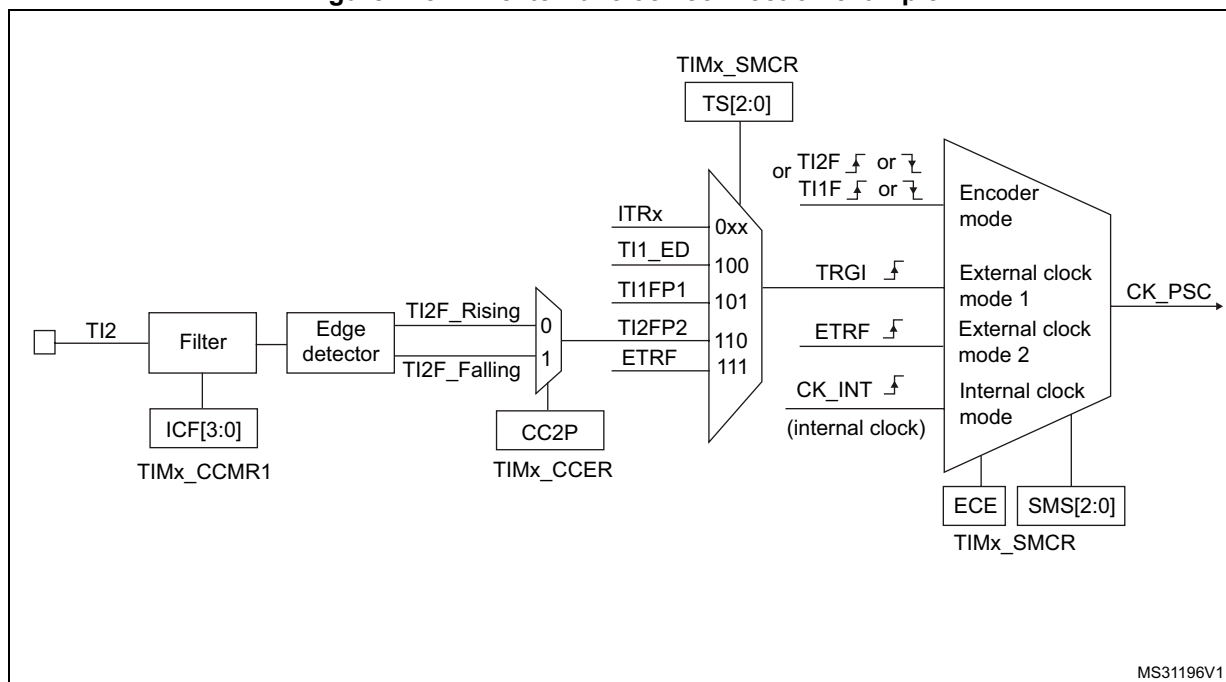 TIMx_SMCR
TS[2:0]
or TI2F or
TI1F or
Encoder
mode
ITRx
0xx
TI1_ED
100
TRGI
External clock
mode 1
CK_PSC
TI1FP1
101
TI2F_Rising
0
TI2
Filter
Edge
detector
TI2FP2
110
ETRF
External clock
mode 2
TI2F_Falling
1
ETRF
111
CK_INT
Internal clock
mode
(internal clock)
ICF[3:0]
CC2P
TIMx_CCMR1
TIMx_CCER
ECE
SMS[2:0]
TIMx_SMCR
MS31196V1